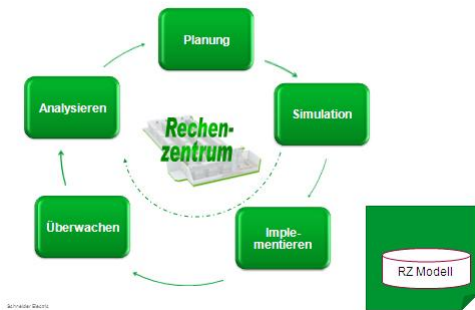 Planung
Analysieren
Simulation
Rechen-
zentrum
Überwachen
Imple-
mentieren
RZ Modell
Schneider Electric